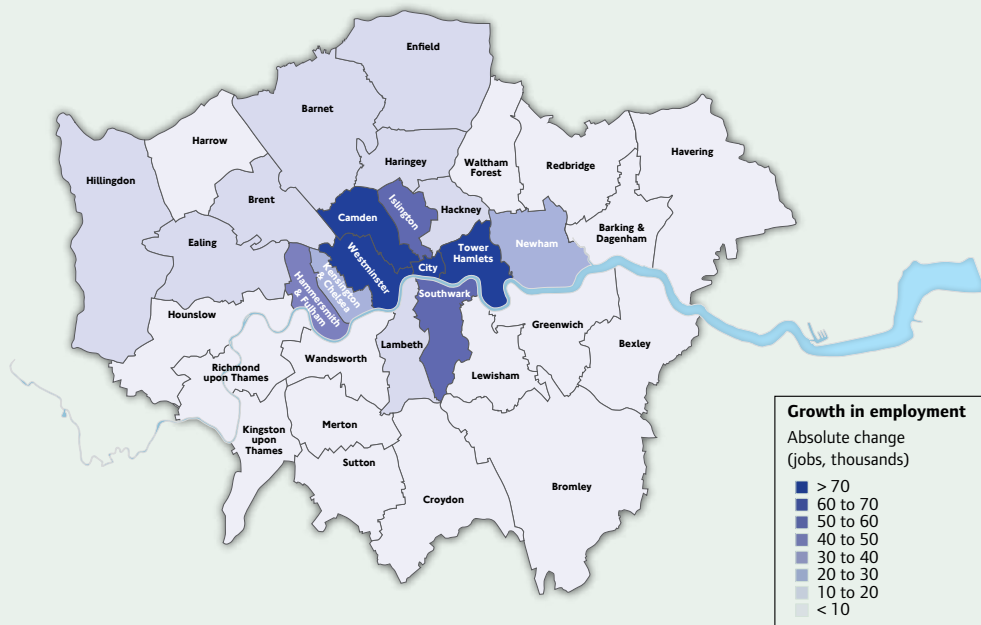 Enfield
Barnet
Harrow
Haringey
Waltham
Forest
Redbridge
Havering
Hillingdon
Brent
Camden
Islington
Hackney
Barking &
Dagenham
Ealing
Westminster
City
Tower
Hamlets
Newham
Kensington
& Chelsea
Hammersmith
& Fulham
Southwark
Hounslow
Greenwich
Lambeth
Wandsworth
Bexley
Richmond
upon Thames
Lewisham
Merton
Kingston
upon
Thames
Sutton
Croydon
Bromley
Growth in employment
Absolute change
(jobs, thousands)
> 70
60 to 70
50 to 60
40 to 50
30 to 40
20 to 30
10 to 20
< 10